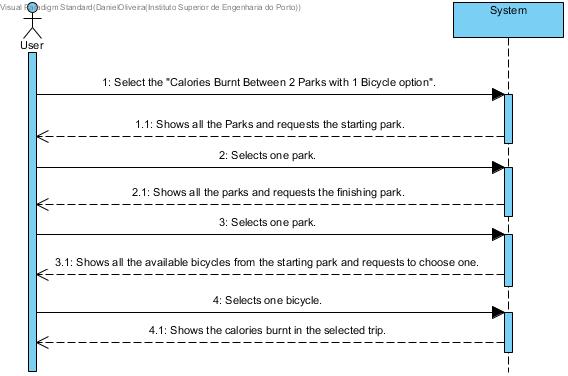 Visual Paradigm Standard(DanielOliveira(Instituto Superior de Engenharia do Porto))
System
User
1: Select the "Calories Burnt Between 2 Parks with 1 Bicycle option".
1.1: Shows all the Parks and requests the starting park.
2: Selects one park.
2.1: Shows all the parks and requests the finishing park.
3: Selects one park.
3.1: Shows all the available bicycles from the starting park and requests to choose one.
4: Selects one bicycle.
4.1: Shows the calories burnt in the selected trip.